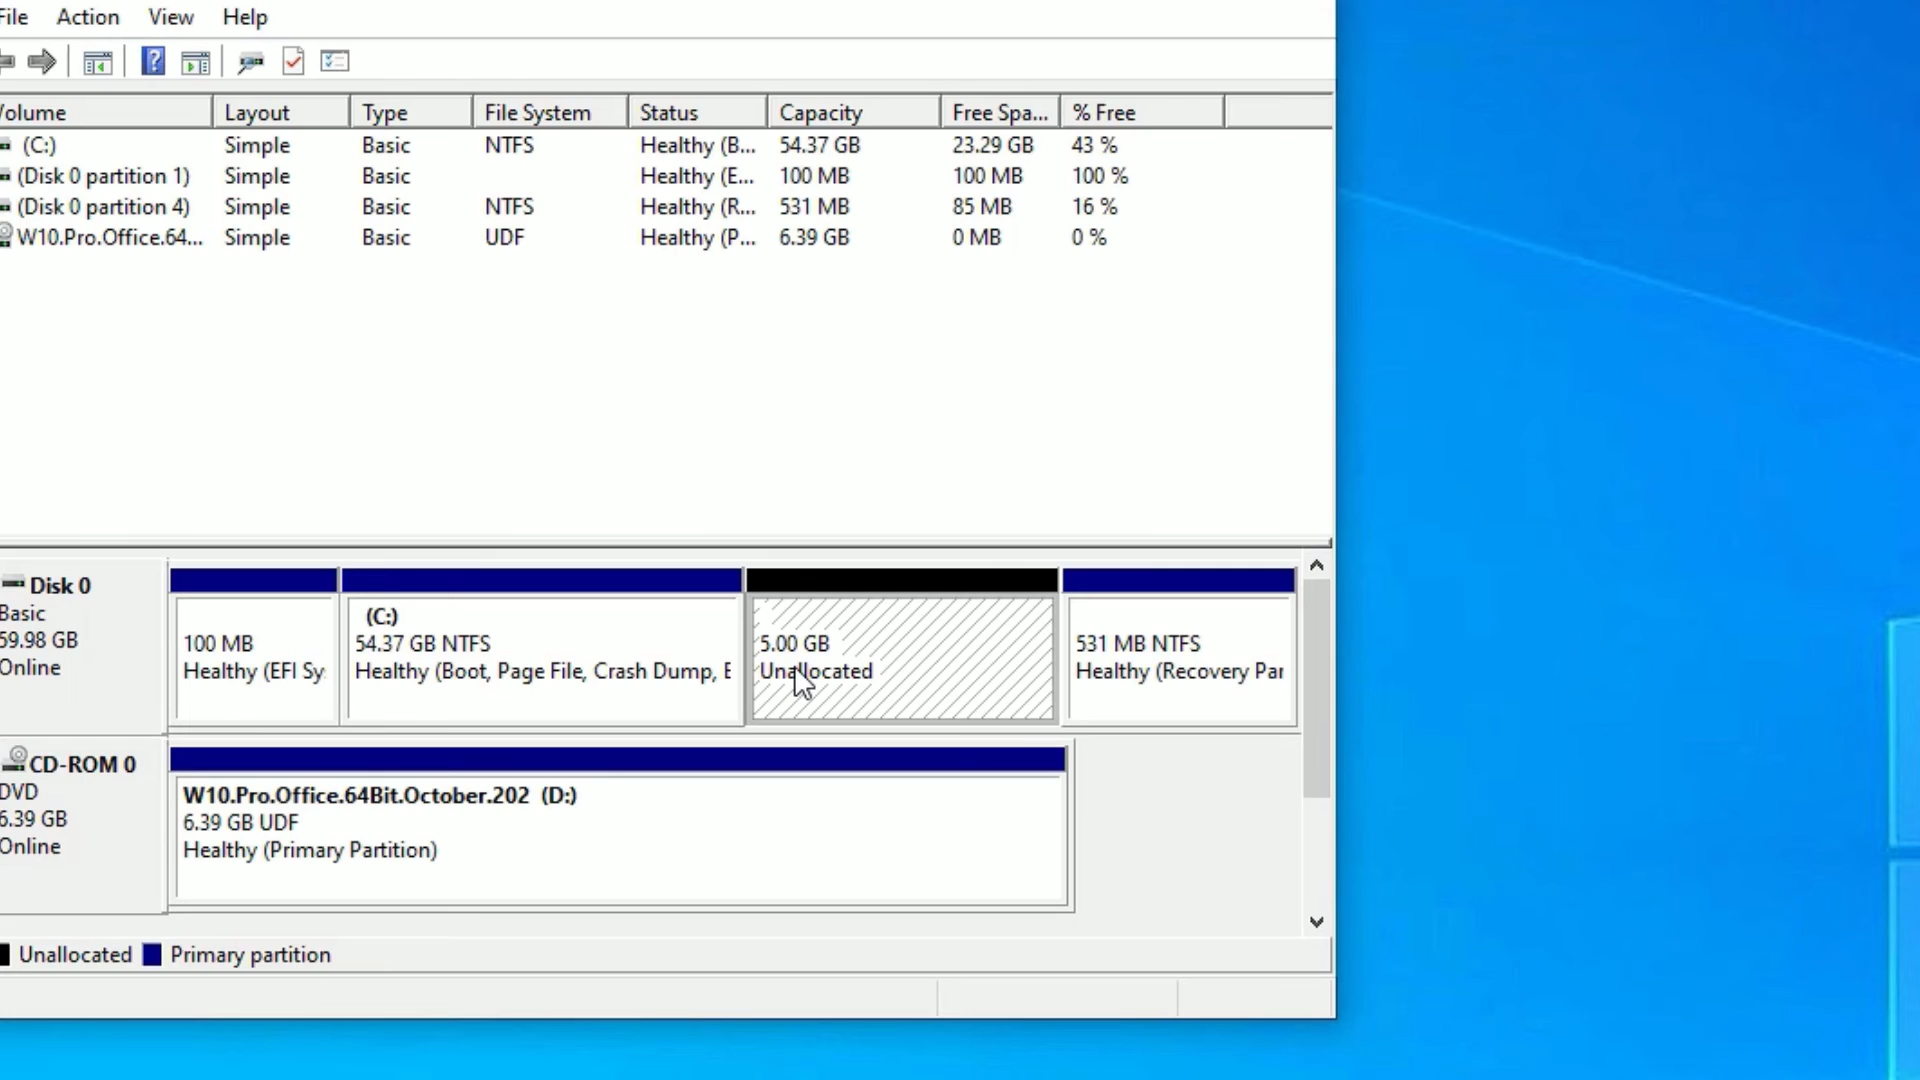 File Action View Help
Volume Layout Type File System Status Capacity Free Spa... % Free
(C:) Simple Basic NTFS Healthy (B... 54.37 GB 23.29 GB 43 %
(Disk 0 partition 1) Simple Basic Healthy (E... 100 MB 100 MB 100 %
(Disk 0 partition 4) Simple Basic NTFS Healthy (R... 531 MB 85 MB 16 %
W10.Pro.Office.64... Simple Basic UDF Healthy (P... 6.39 GB 0 MB 0 %
Disk 0
Basic
59.98 GB
Online
100 MB
Healthy (EFI Sy
(C:)
54.37 GB NTFS
Healthy (Boot, Page File, Crash Dump, E
5.00 GB
Unallocated
531 MB NTFS
Healthy (Recovery Par
CD-ROM 0
DVD
6.39 GB
Online
W10.Pro.Office.64Bit.October.202 (D:)
6.39 GB UDF
Healthy (Primary Partition)
Unallocated Primary partition